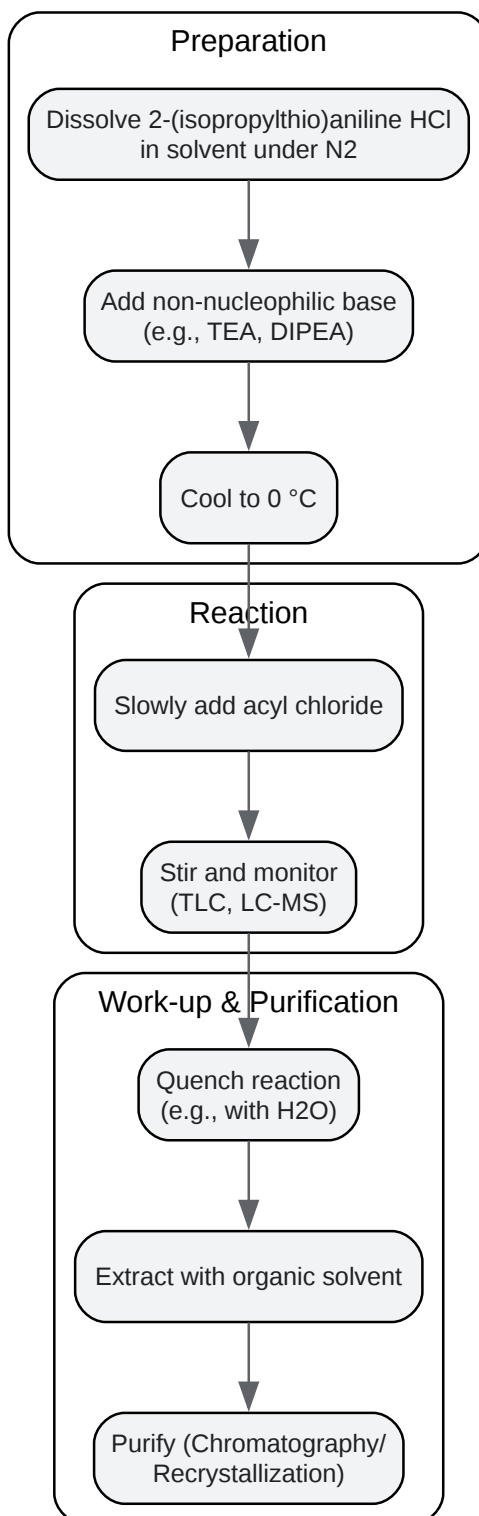 Preparation
Dissolve 2-(isopropylthio)aniline HCl
in solvent under N2
Add non-nucleophilic base
(e.g., TEA, DIPEA)
Cool to 0 °C
Reaction
Slowly add acyl chloride
Stir and monitor
(TLC, LC-MS)
Work-up & Purification
Quench reaction
(e.g., with H2O)
Extract with organic solvent
Purify (Chromatography/
Recrystallization)